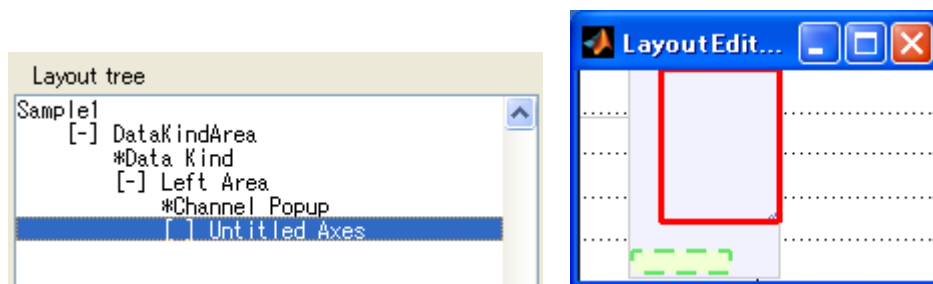 Layout tree
Sample1
[-] DataKindArea
*Data Kind
[-] Left Area
*Channel Popup
[ ] Untitled Axes
LayoutEdit...